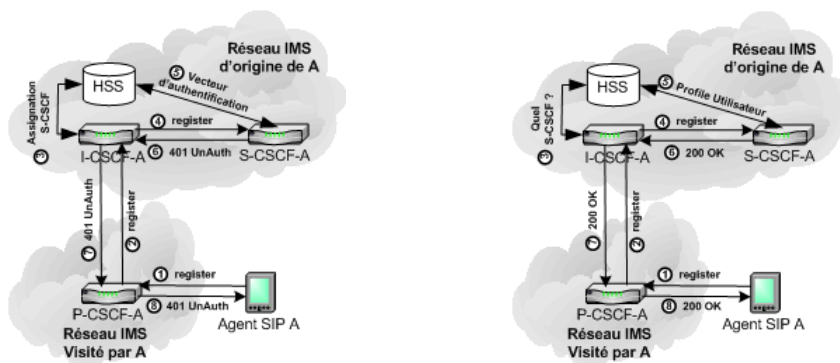 Réseau IMS
d'origine de A
HSS
⑤ Vecteur
d'authentification
③ Assignation
S-CSCF
④ register
I-CSCF-A
⑥ 401 UnAuth
S-CSCF-A
⑦ 401 UnAuth
② register
① register
P-CSCF-A
⑧ 401 UnAuth
Agent SIP A
Réseau IMS
Visité par A
Réseau IMS
d'origine de A
HSS
⑤ Profile Utilisateur
③ Quel
S-CSCF ?
④ register
I-CSCF-A
⑥ 200 OK
S-CSCF-A
⑦ 200 OK
② register
① register
P-CSCF-A
⑧ 200 OK
Agent SIP A
Réseau IMS
Visité par A